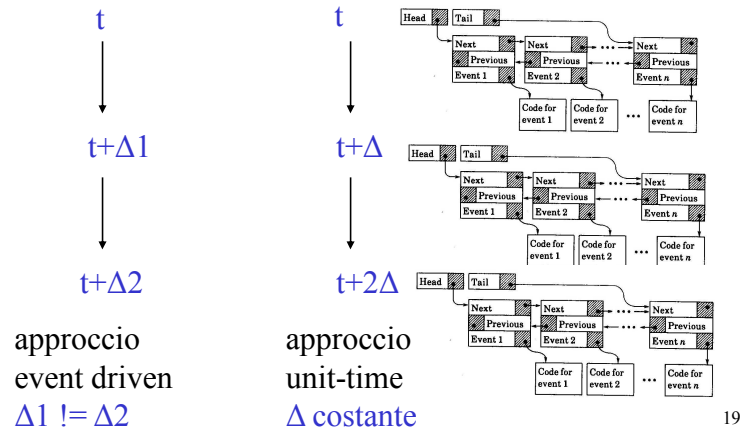 t
t+Δ1
t+Δ2
approccio
event driven
Δ1 != Δ2
t
t+Δ
t+2Δ
approccio
unit-time
Δ costante
Head Tail
Next Next Next
Previous Previous
Event 1 Event 2 Event n
Code for Code for Code for
event 1 event 2 ••• event n
Head Tail
Next Next Next
Previous Previous
Event 1 Event 2 Event n
Code for Code for Code for
event 1 event 2 ••• event n
Head Tail
Next Next Next
Previous Previous
Event 1 Event 2 Event n
Code for Code for Code for
event 1 event 2 ••• event n
19